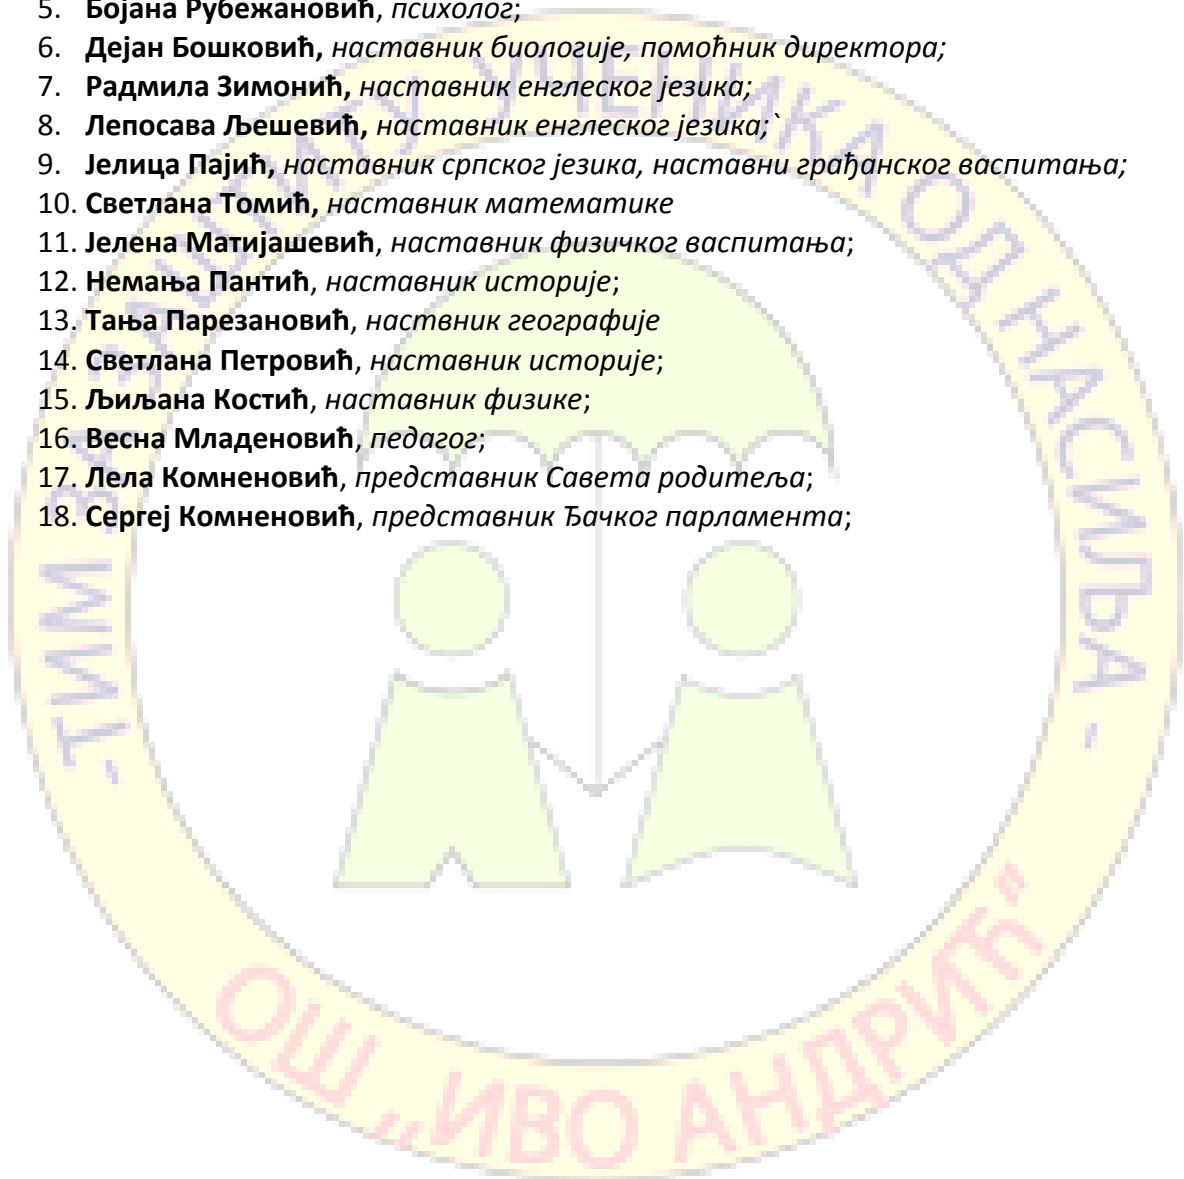 5. Бојана Рубежановић, психолог;
6. Дејан Бошковић, наставник биологије, помоћник директора;
7. Радмила Зимонић, наставник енглеског језика;
8. Лепосава Љешевић, наставник енглеског језика;`
9. Јелица Пајић, наставник српског језика, наставни грађанског васпитања;
10. Светлана Томић, наставник математике
11. Јелена Матијашевић, наставник физичког васпитања;
12. Немања Пантић, наставник историје;
13. Тања Парезановић, наствник географије
14. Светлана Петровић, наставник историје;
15. Љиљана Костић, наставник физике;
16. Весна Младеновић, педагог;
17. Лела Комненовић, представник Савета родитеља;
18. Сергеј Комненовић, представник Ђачког парламента;
- ТИМ ЗА ЗАШТИТУ УЧЕНИКА ОД НАСИЉА -
ОШ ,,ИВО АНДРИЋ"